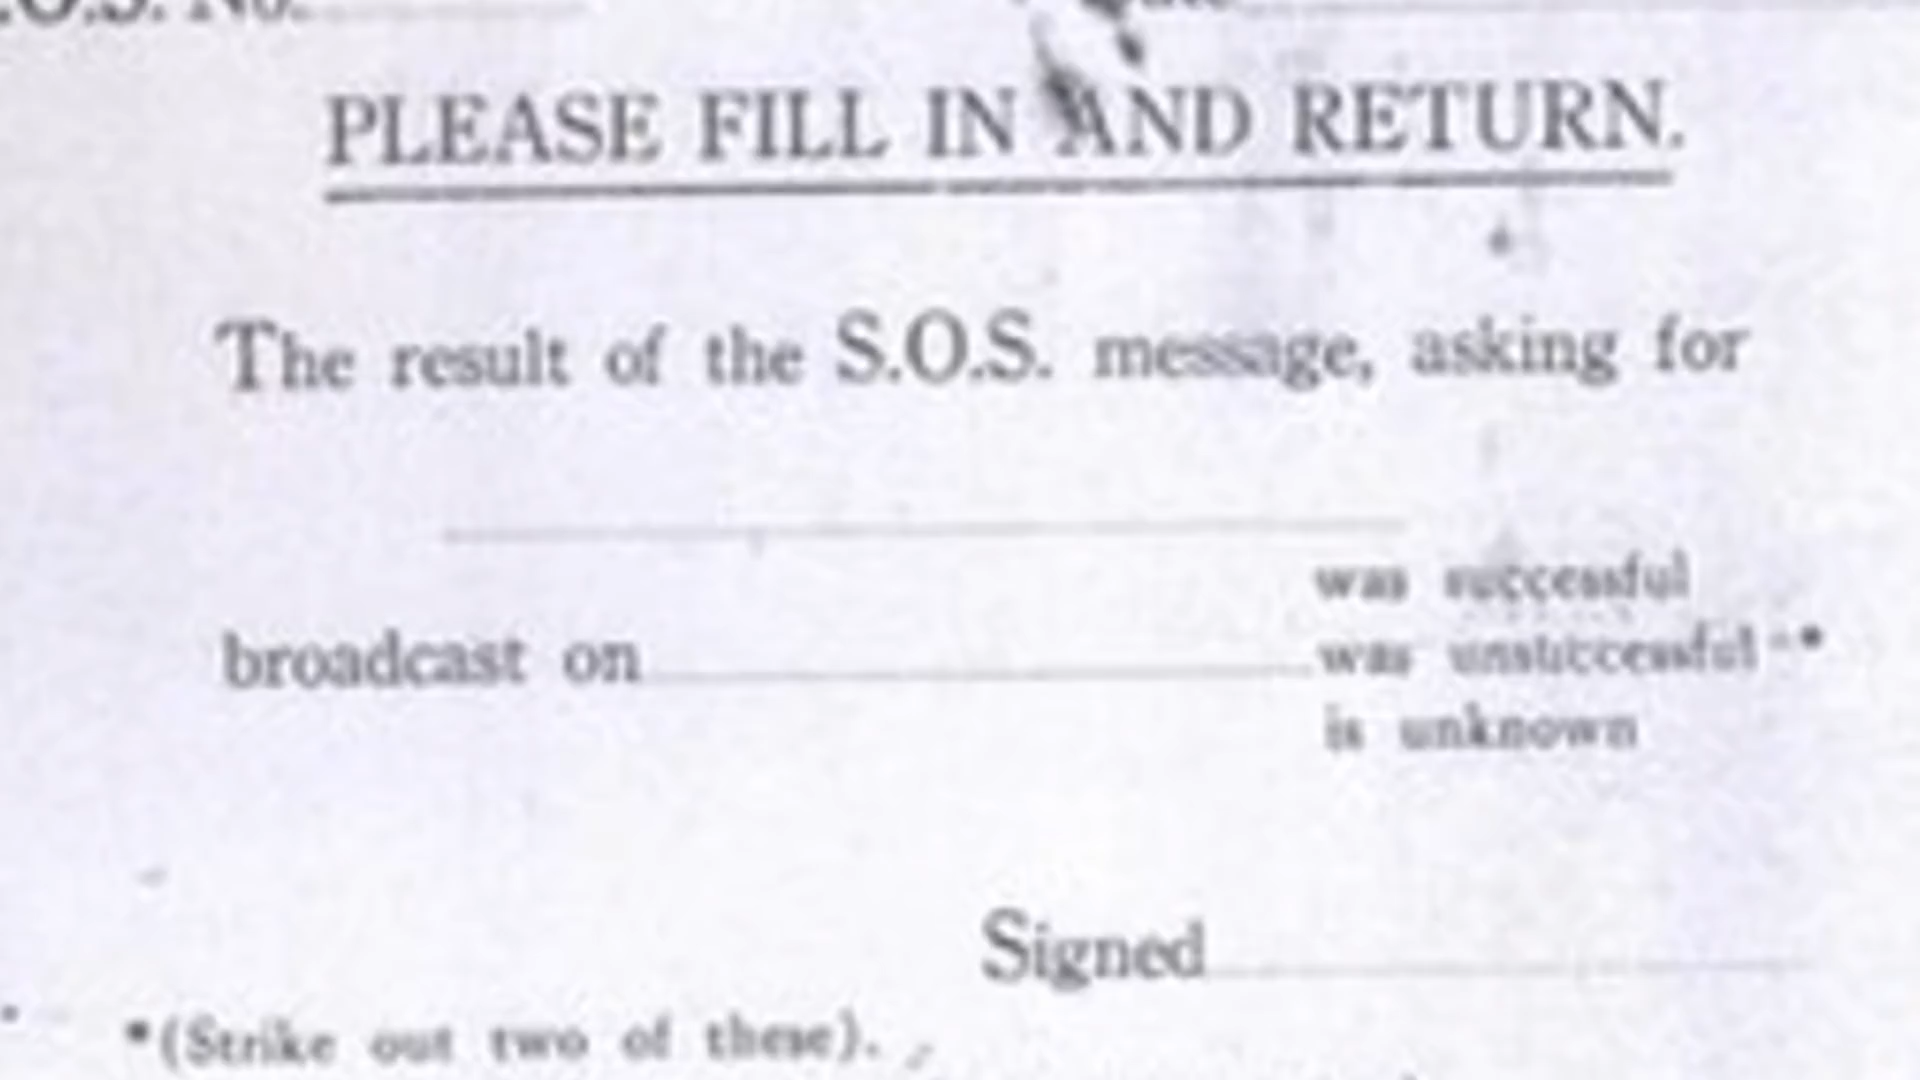 .O.S. No.
PLEASE FILL IN AND RETURN.
The result of the S.O.S. message, asking for
was successful
broadcast on was unsuccessful *
is unknown
Signed
*(Strike out two of these).